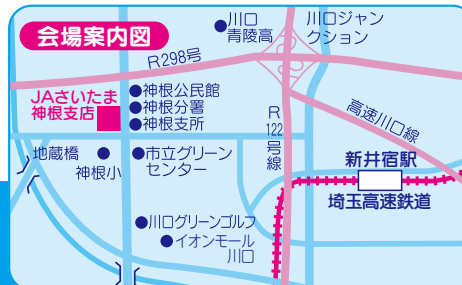 会場案内図
川口
青陵高
川口ジャン
クション
R298号
JAさいたま
神根支店
神根公民館
神根分署
神根支所
R
122
号
線
高速川口線
地蔵橋
神根小
市立グリーン
センター
新井宿駅
埼玉高速鉄道
川口グリーンゴルフ
イオンモール
川口